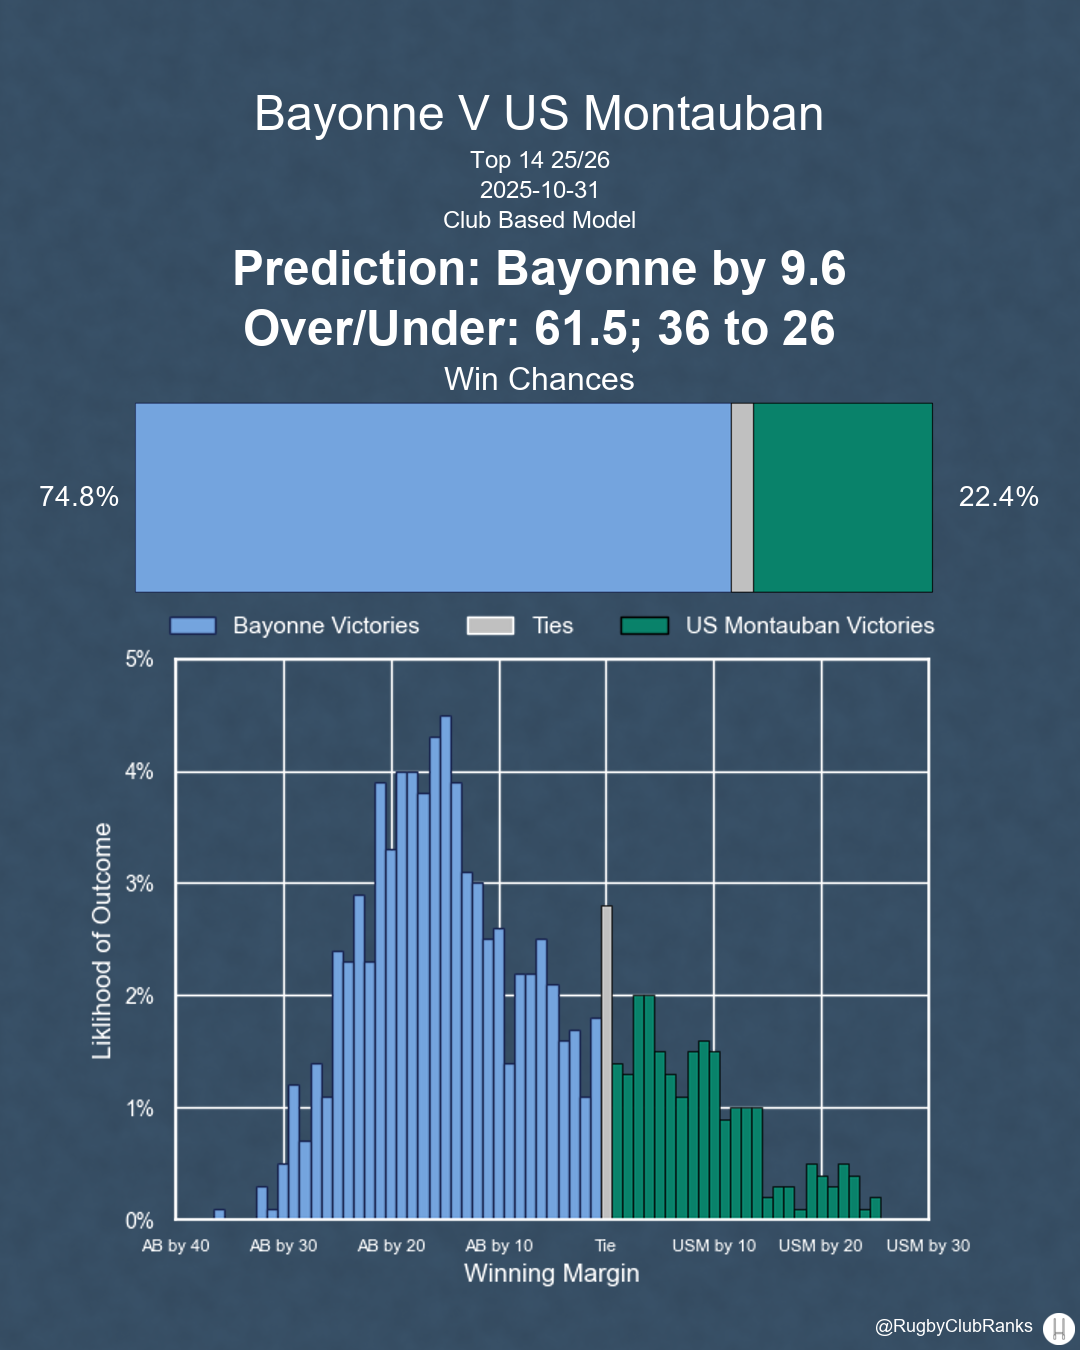 Bayonne V US Montauban
Top 14 25/26
2025-10-31
Club Based Model
Prediction: Bayonne by 9.6
Over/Under: 61.5; 36 to 26
Win Chances
74.8%
22.4%
Bayonne Victories
Ties
US Montauban Victories
5%
4%
3%
2%
1%
0%
Liklihood of Outcome
AB by 40
AB by 30
AB by 20
AB by 10
Tie
USM by 10
USM by 20
USM by 30
Winning Margin
@RugbyClubRanks